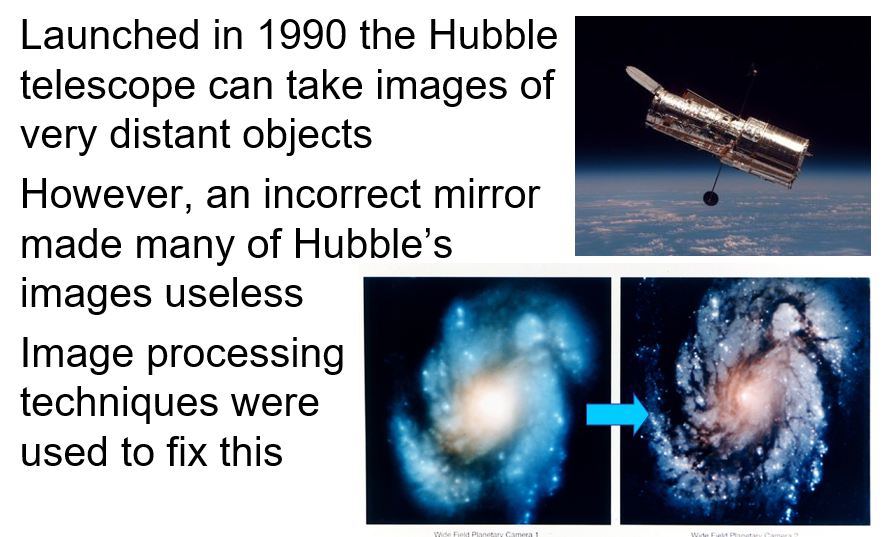 Launched in 1990 the Hubble
telescope can take images of
very distant objects
However, an incorrect mirror
made many of Hubble’s
images useless
Image processing
techniques were
used to fix this
Wide Field Planetary Camera 1
Wide Field Planetary Camera 2